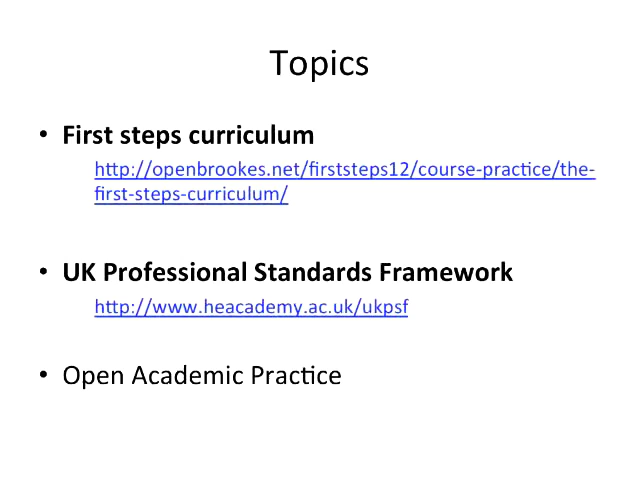 Topics
• First steps curriculum
http://openbrookes.net/firststeps12/course-practice/the-
first-steps-curriculum/
• UK Professional Standards Framework
http://www.heacademy.ac.uk/ukpsf
• Open Academic Practice